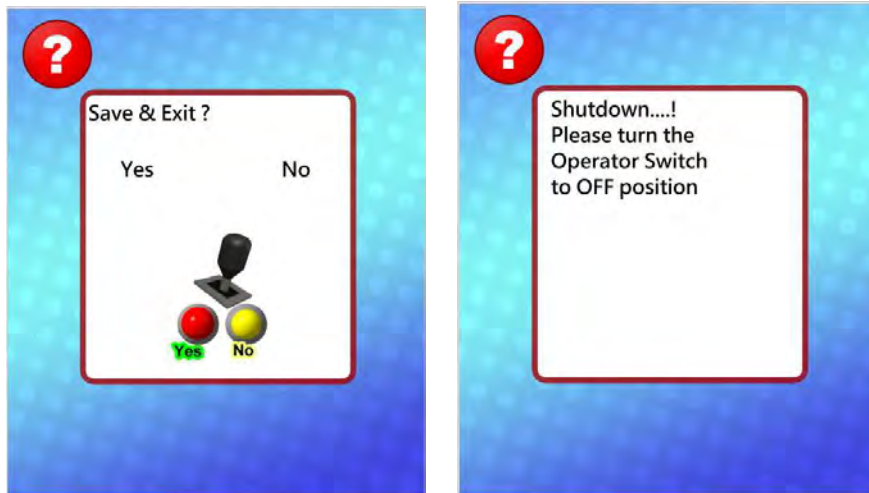 ?
Save & Exit ?
Yes No
Yes No
?
Shutdown....!
Please turn the
Operator Switch
to OFF position